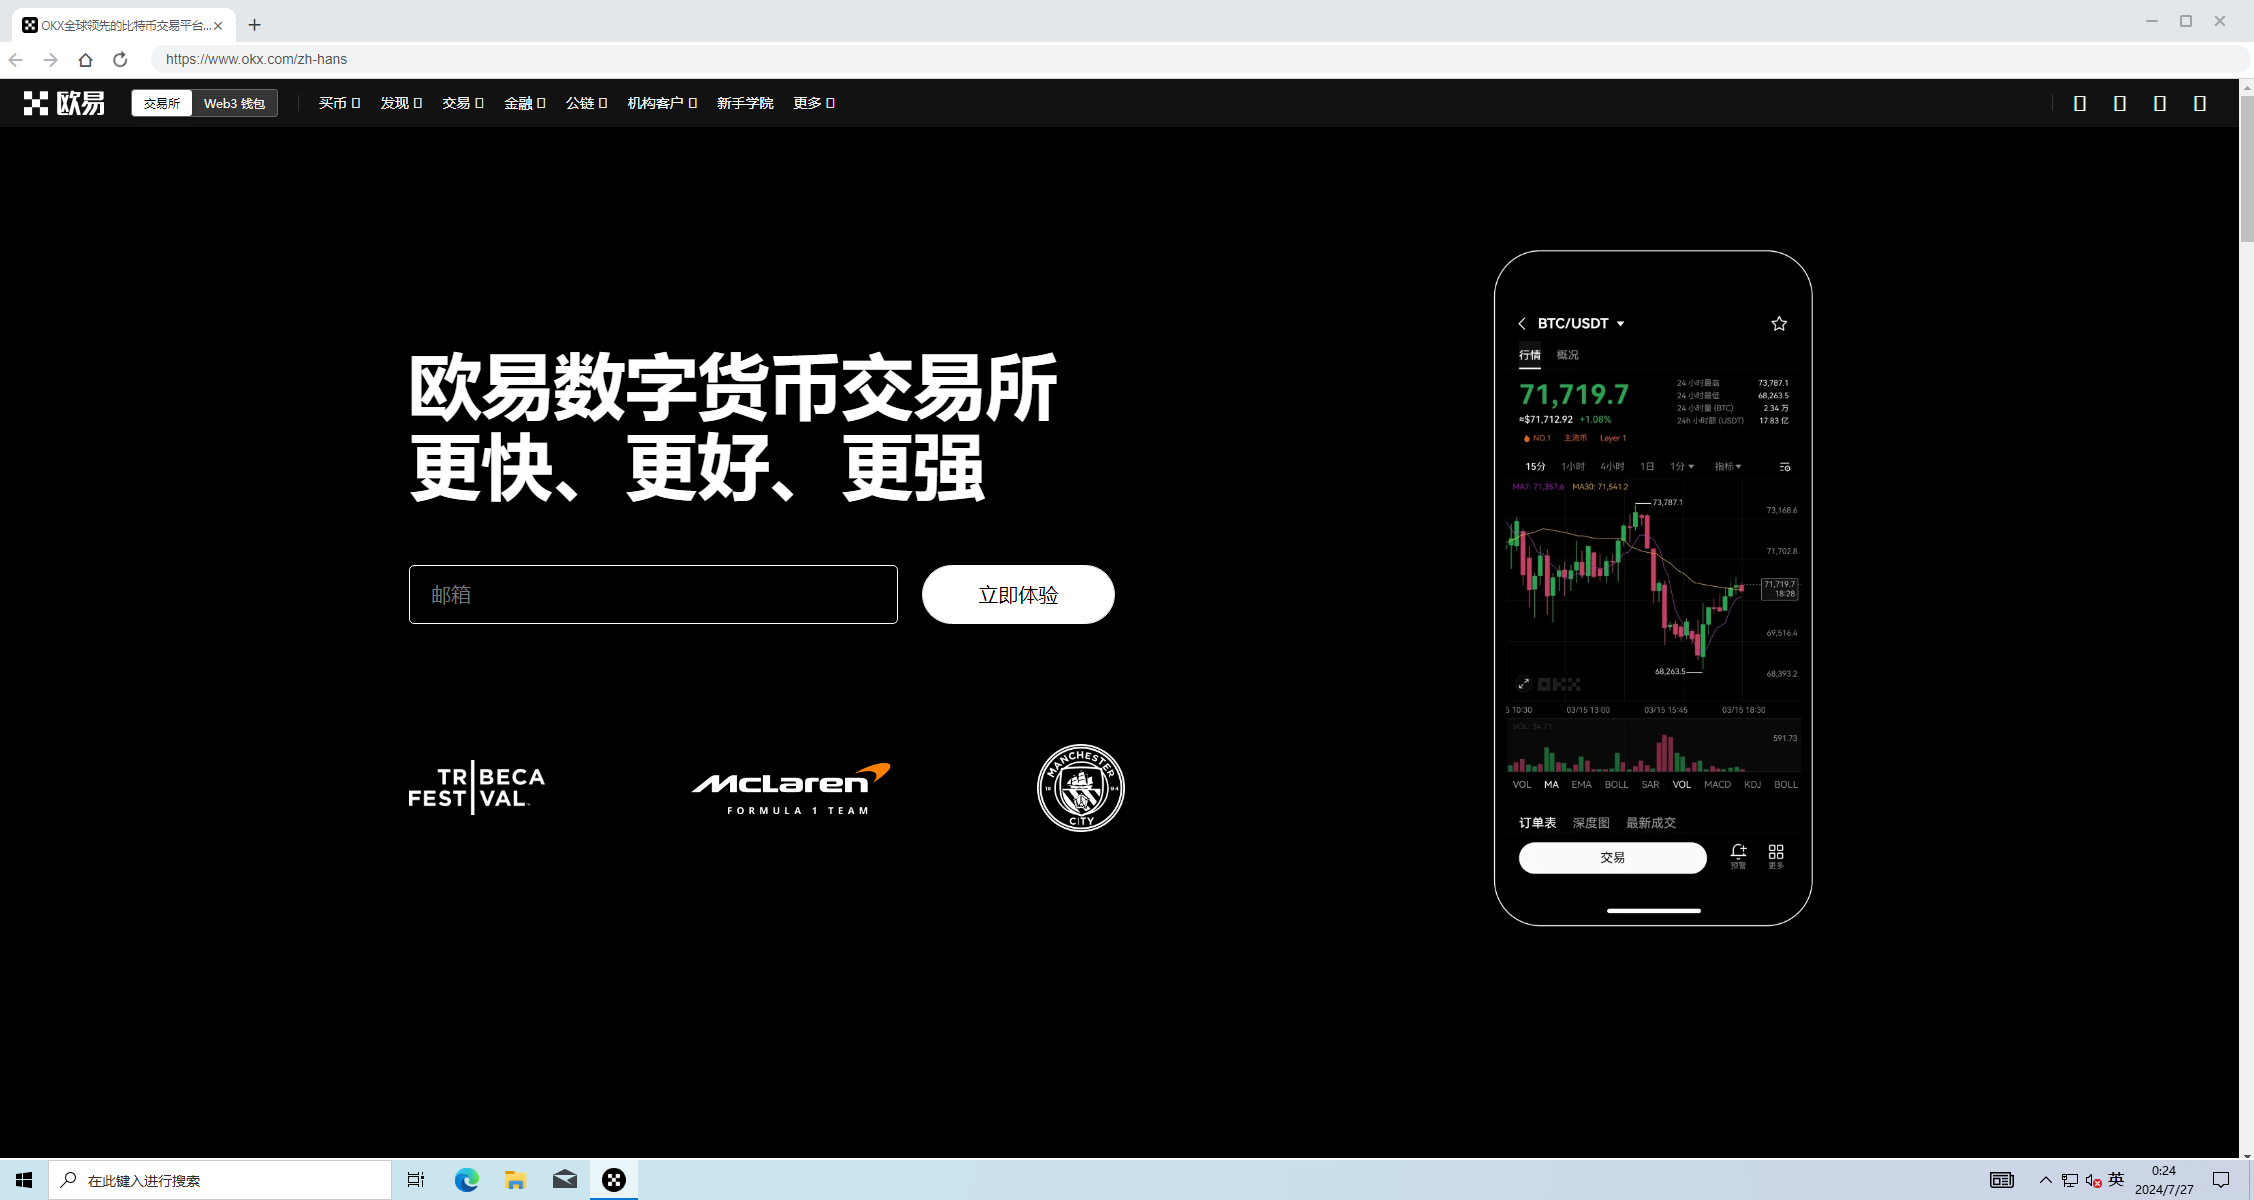 OKX全球领先的比特币交易平台...
https://www.okx.com/zh-hans
欧易
交易所 Web3 钱包 买币 发现 交易 金融 公链 机构客户 新手学院 更多
欧易数字货币交易所
更快、更好、更强
邮箱
立即体验
TRIBECA
FESTIVAL
McLaren
FORMULA 1 TEAM
MANCHESTER
18 94
CITY
BTC/USDT
行情 概况
71,719.7
≈$71,712.92 +1.08%
NO.1 主流币 Layer 1
24 小时最高 73,787.1
24 小时最低 68,263.5
24 小时量 (BTC) 2.34 万
24h 小时额 (USDT) 17.83 亿
15分 1小时 4小时 1日 1分 指标
MA7: 71,357.6 MA30: 71,541.2
73,787.1
73,168.6
71,702.8
71,719.7
18:28
69,516.4
68,263.5
68,393.2
OKX
5 10:30 03/15 13:00 03/15 15:45 03/15 18:30
VOL: 34.71
591.73
VOL MA EMA BOLL SAR VOL MACD KDJ BOLL
订单表 深度图 最新成交
交易
预警 更多
在此键入进行搜索
英
0:24
2024/7/27